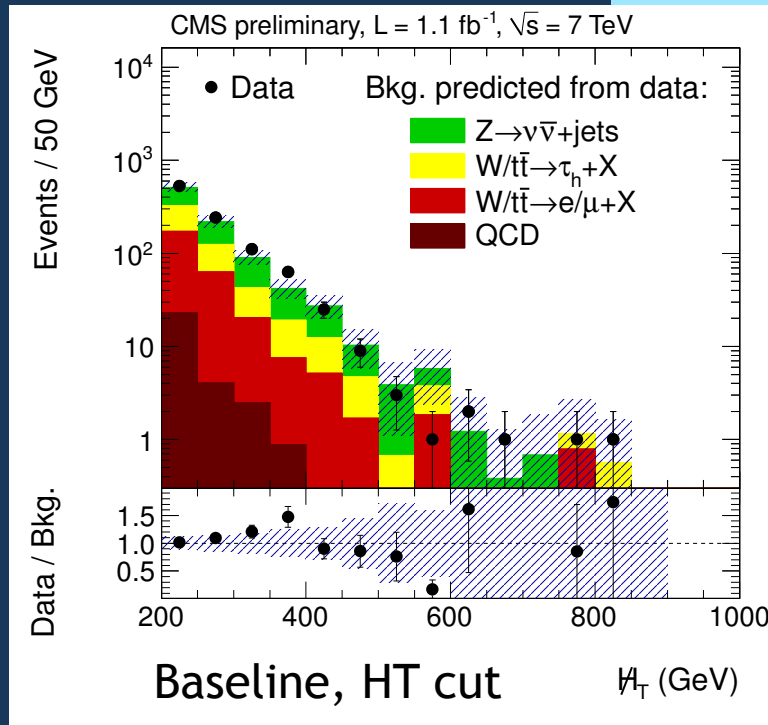 CMS preliminary, L = 1.1 fb⁻¹, √s = 7 TeV
Events / 50 GeV
10⁴
10³
10²
10
1
Data
Bkg. predicted from data:
Z→νν̅+jets
W/tt̅→τₕ+X
W/tt̅→e/μ+X
QCD
Data / Bkg.
1.5
1.0
0.5
200 400 600 800 1000
Baseline, HT cut
H̸_T (GeV)